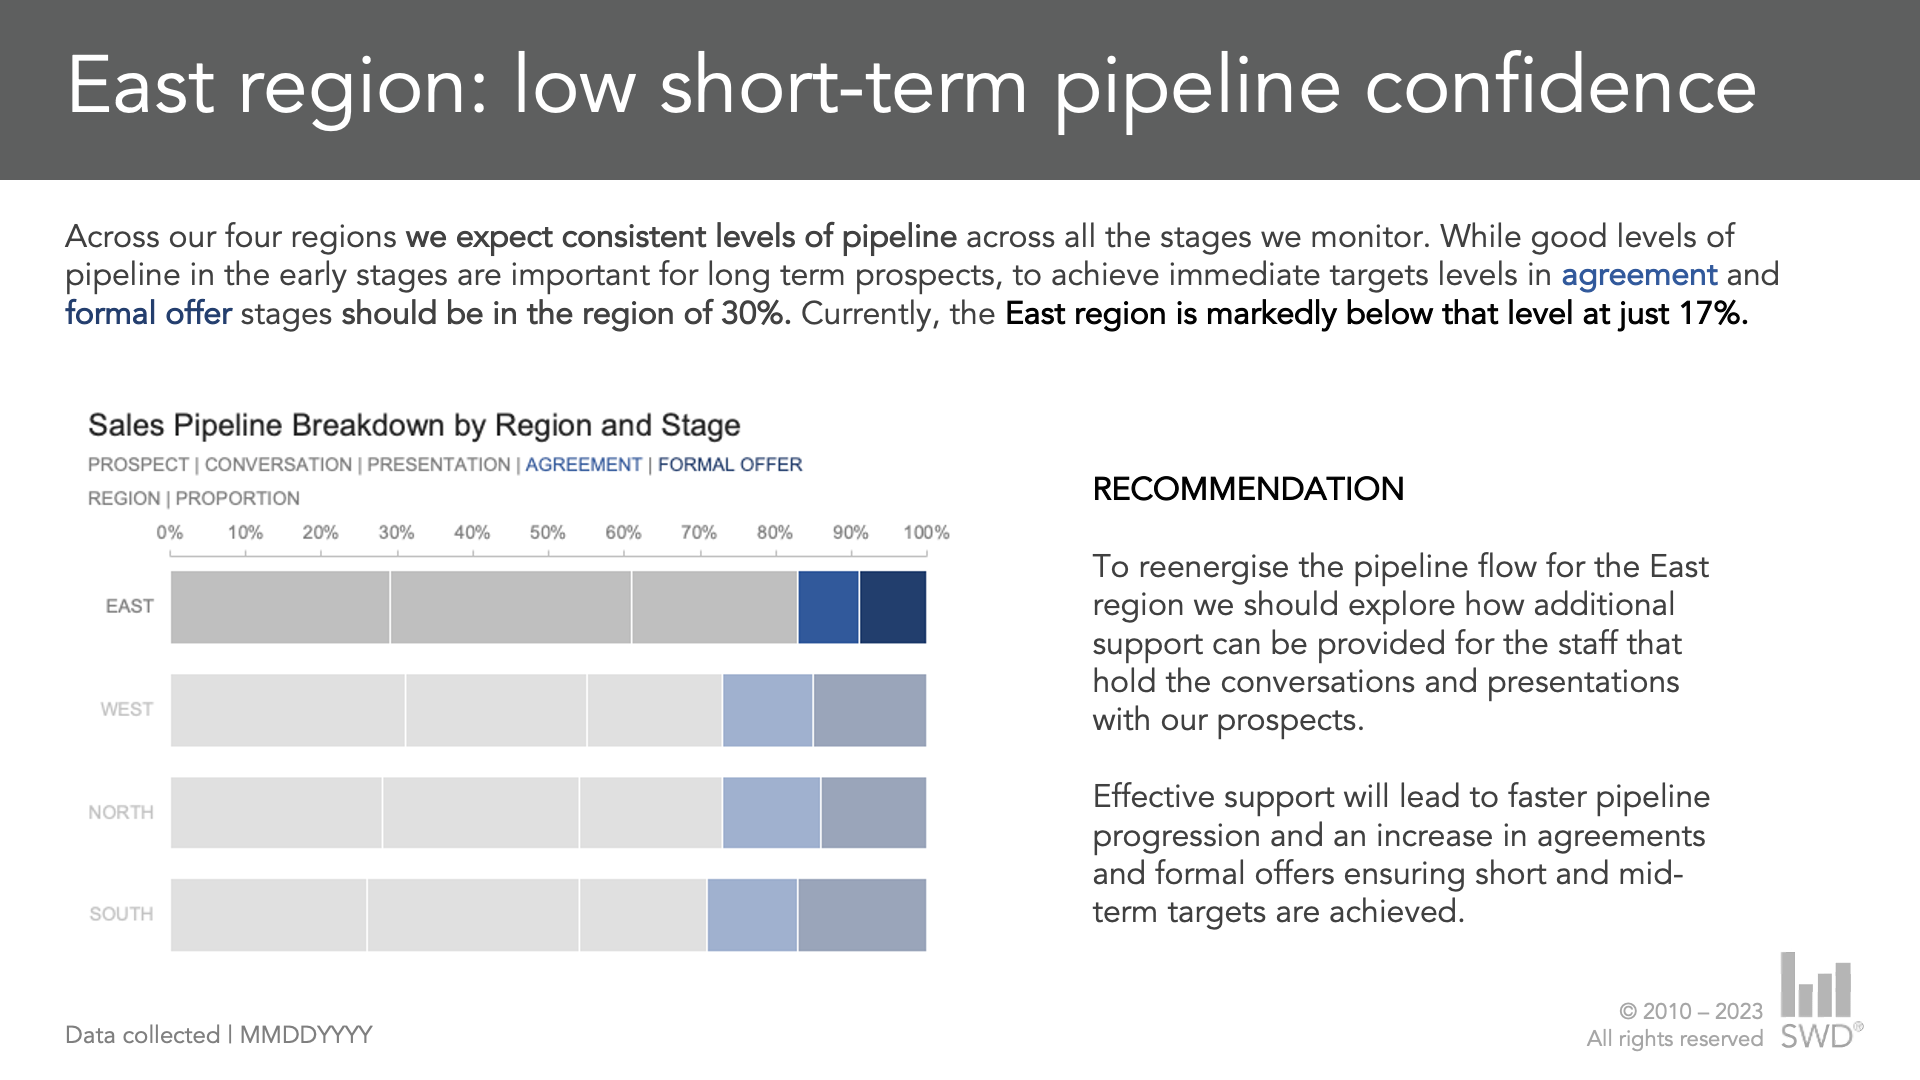 East region: low short-term pipeline confidence
Across our four regions we expect consistent levels of pipeline across all the stages we monitor. While good levels of
pipeline in the early stages are important for long term prospects, to achieve immediate targets levels in agreement and
formal offer stages should be in the region of 30%. Currently, the East region is markedly below that level at just 17%.
Sales Pipeline Breakdown by Region and Stage
PROSPECT | CONVERSATION | PRESENTATION | AGREEMENT | FORMAL OFFER
REGION | PROPORTION
0% 10% 20% 30% 40% 50% 60% 70% 80% 90% 100%
EAST
WEST
NORTH
SOUTH
RECOMMENDATION
To reenergise the pipeline flow for the East
region we should explore how additional
support can be provided for the staff that
hold the conversations and presentations
with our prospects.
Effective support will lead to faster pipeline
progression and an increase in agreements
and formal offers ensuring short and mid-
term targets are achieved.
Data collected | MMDDYYYY
© 2010 – 2023
All rights reserved
SWD®